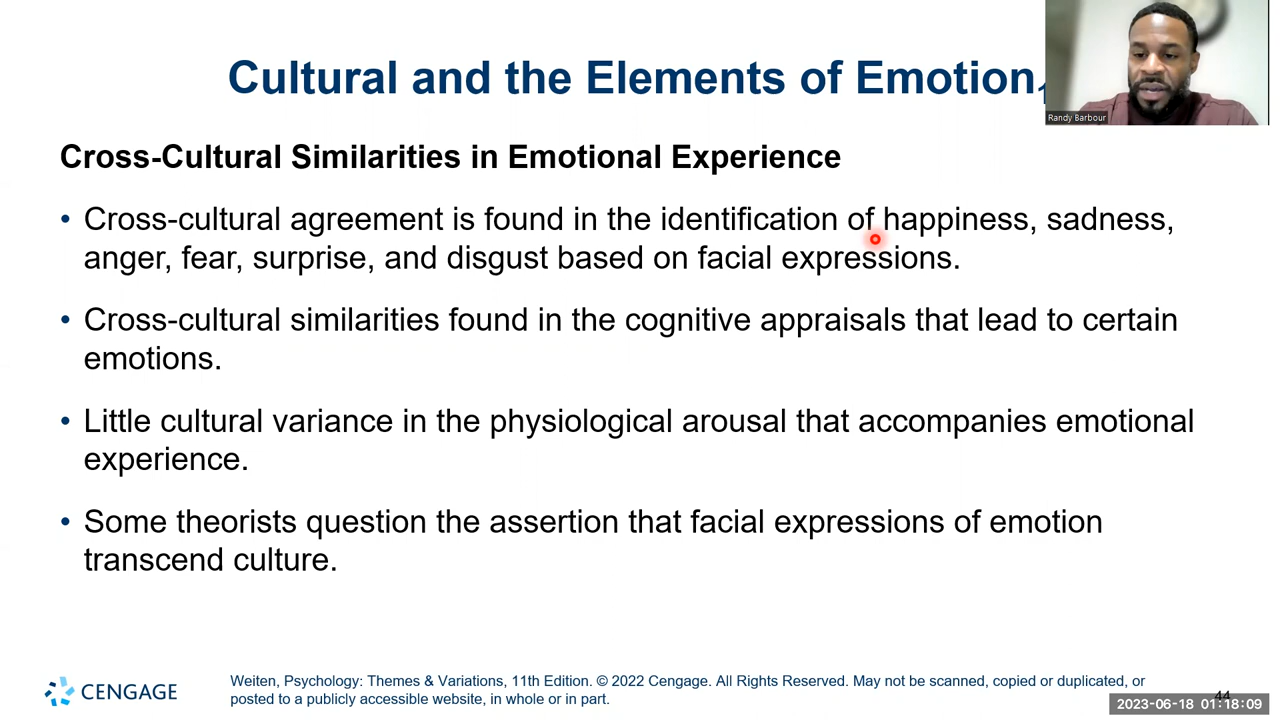 Cultural and the Elements of Emotion
Randy Barbour
Cross-Cultural Similarities in Emotional Experience
• Cross-cultural agreement is found in the identification of happiness, sadness,
anger, fear, surprise, and disgust based on facial expressions.
• Cross-cultural similarities found in the cognitive appraisals that lead to certain
emotions.
• Little cultural variance in the physiological arousal that accompanies emotional
experience.
• Some theorists question the assertion that facial expressions of emotion
transcend culture.
CENGAGE
Weiten, Psychology: Themes & Variations, 11th Edition. © 2022 Cengage. All Rights Reserved. May not be scanned, copied or duplicated, or
posted to a publicly accessible website, in whole or in part.
44
2023-06-18 01:18:09